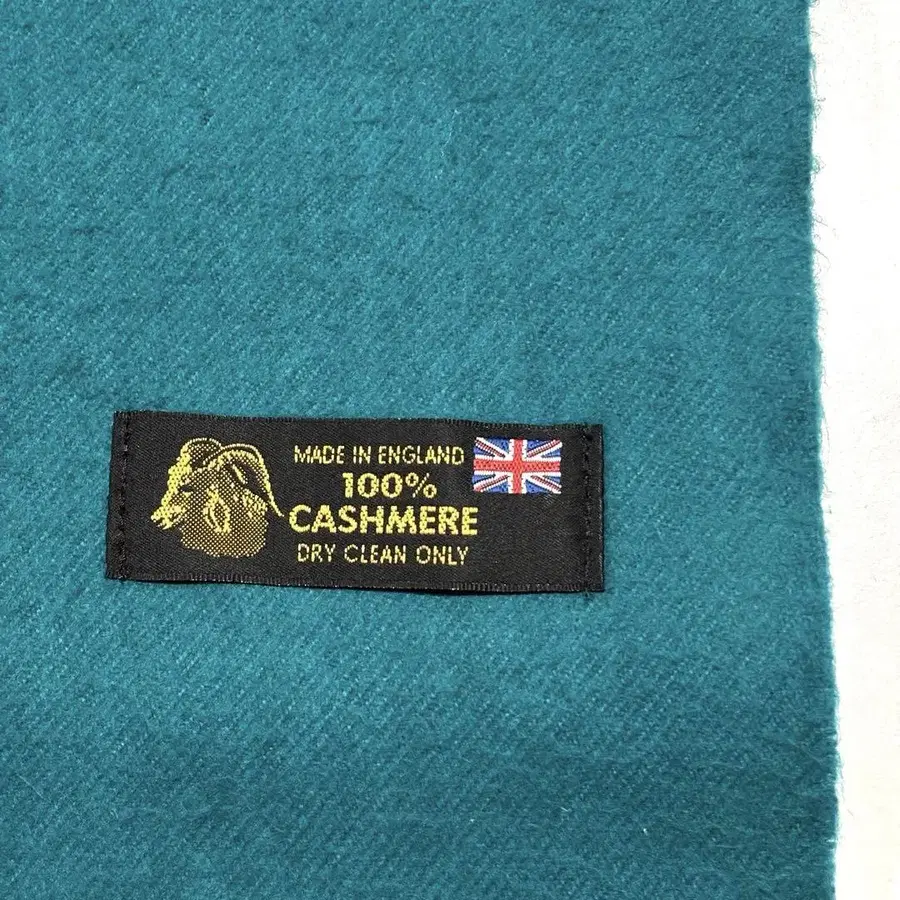 MADE IN ENGLAND
100%
CASHMERE
DRY CLEAN ONLY